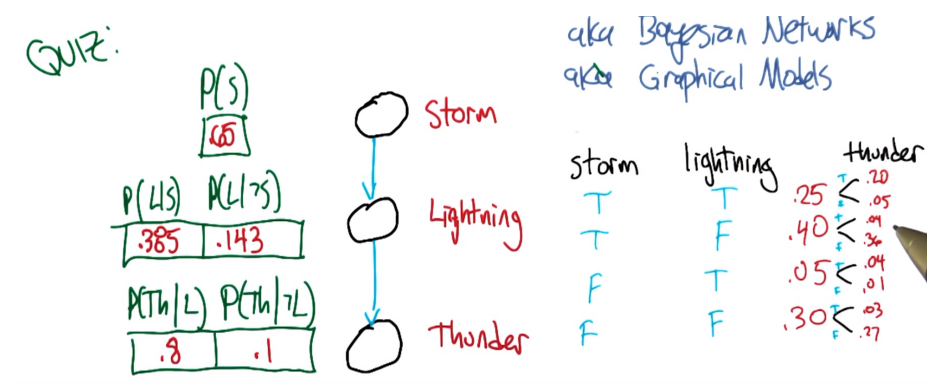 QUIZ:
aka Bayesian Networks
aka Graphical Models
P(S)
.65
Storm
P(L|S) P(L|¬S)
.385 .143
Lightning
P(Th|L) P(Th|¬L)
.8 .1
Thunder
storm lightning thunder
T T .25 T .20
F .05
T F .40 T .04
F .36
F T .05 T .04
F .01
F F .30 T .03
F .27